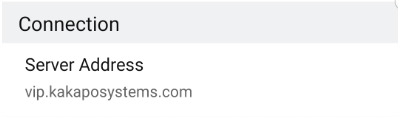 Connection
Server Address
vip.kakaposystems.com